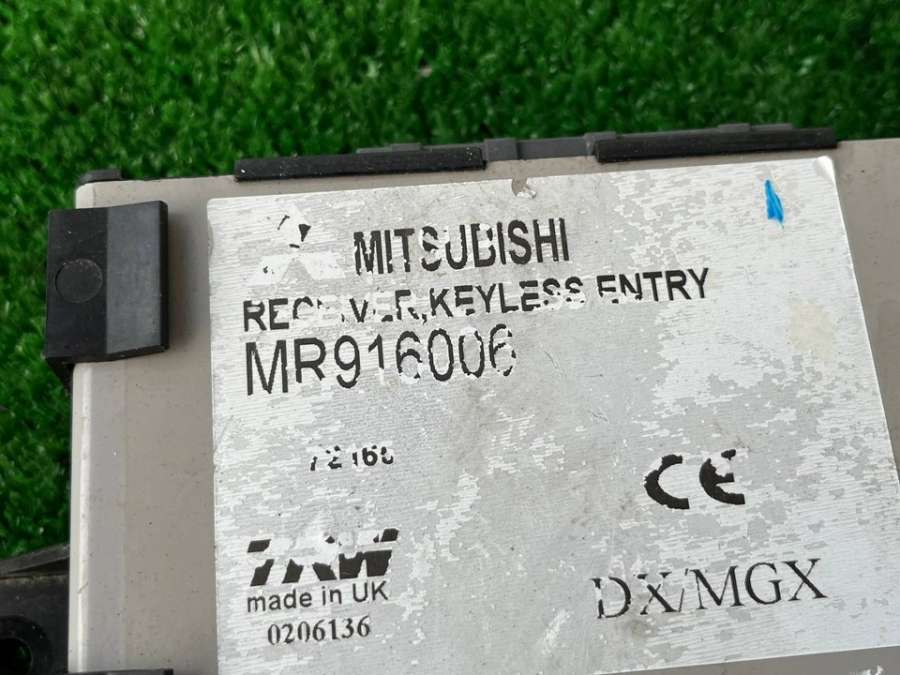 MITSUBISHI
RECEIVER,KEYLESS ENTRY
MR916006
CE
TRW
made in UK
DX/MGX
0206136